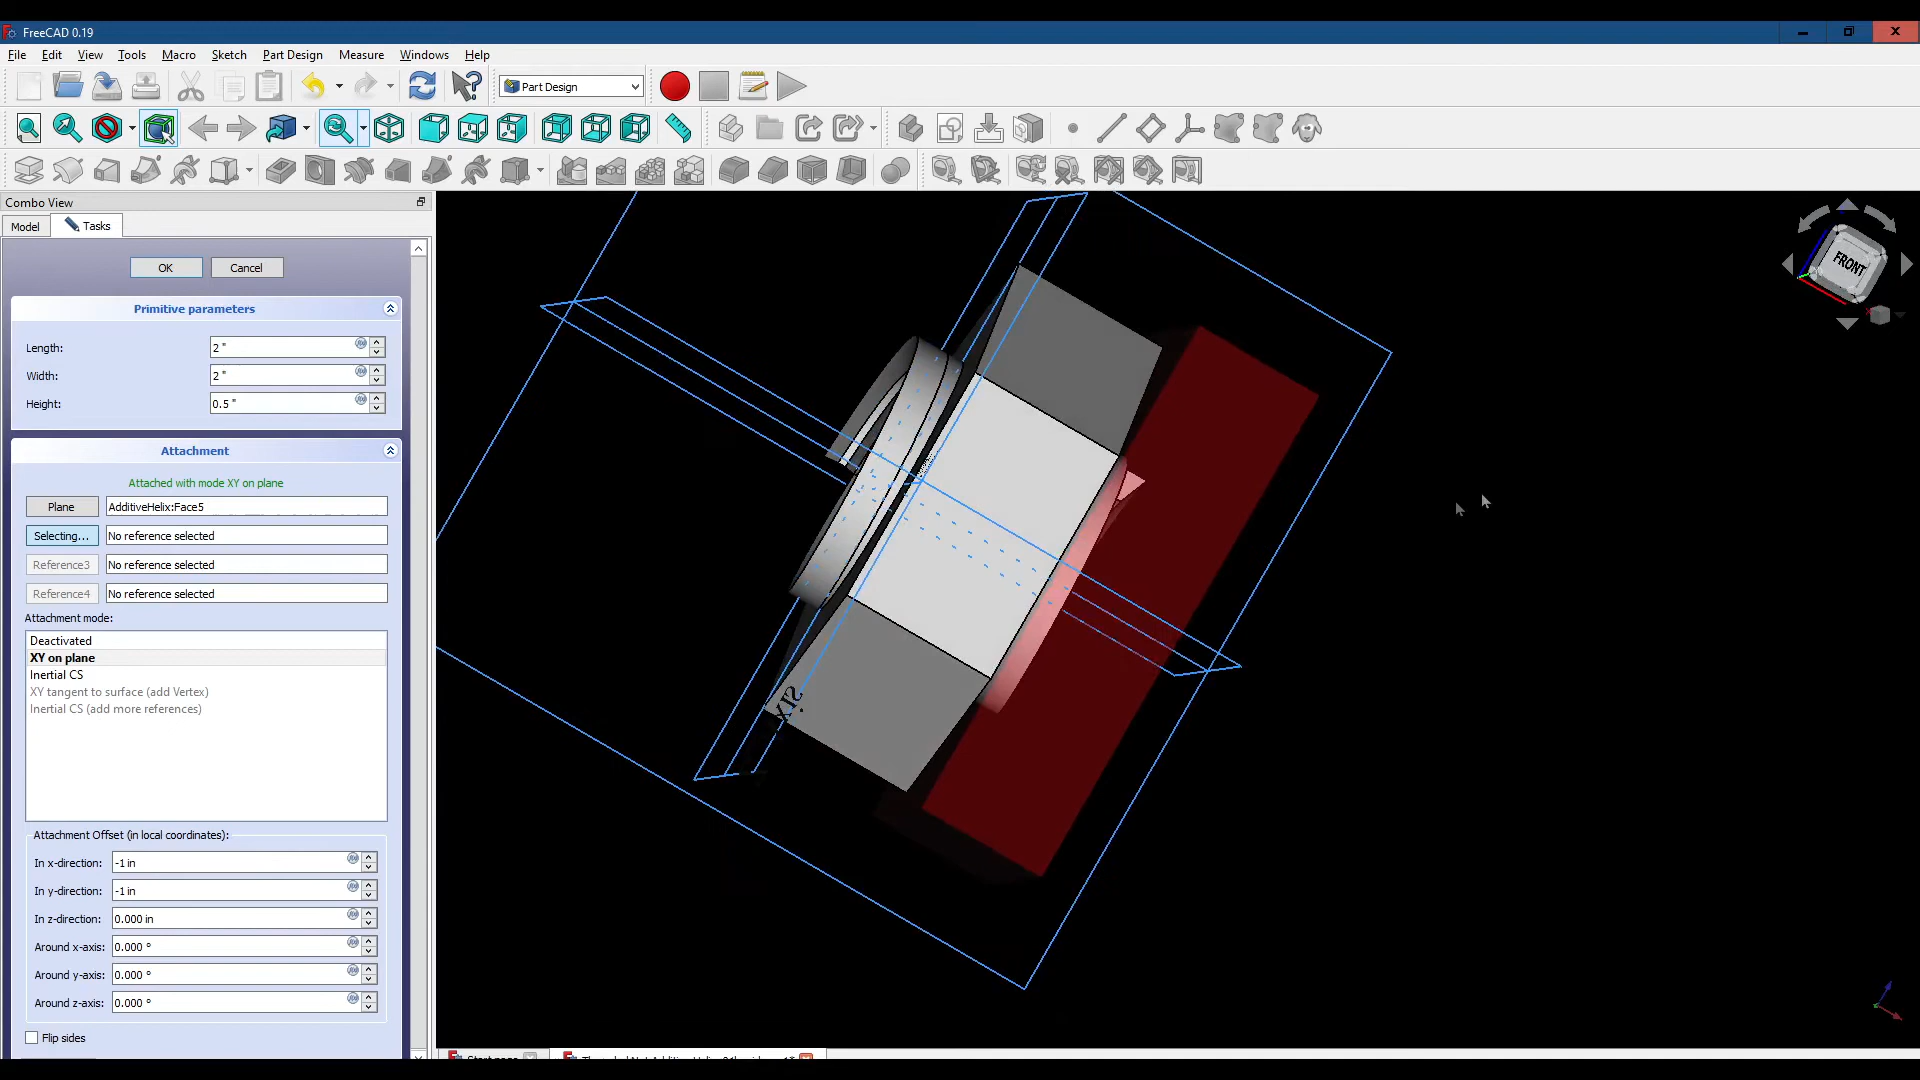 FreeCAD 0.19
File Edit View Tools Macro Sketch Part Design Measure Windows Help
Part Design
Combo View
Model Tasks
OK Cancel
Primitive parameters
Length: 2 "
Width: 2 "
Height: 0.5 "
Attachment
Attached with mode XY on plane
Plane AdditiveHelix:Face5
Selecting... No reference selected
Reference3 No reference selected
Reference4 No reference selected
Attachment mode:
Deactivated
XY on plane
Inertial CS
XY tangent to surface (add Vertex)
Inertial CS (add more references)
Attachment Offset (in local coordinates):
In x-direction: -1 in
In y-direction: -1 in
In z-direction: 0.000 in
Around x-axis: 0.000 °
Around y-axis: 0.000 °
Around z-axis: 0.000 °
Flip sides
FRONT
Start page